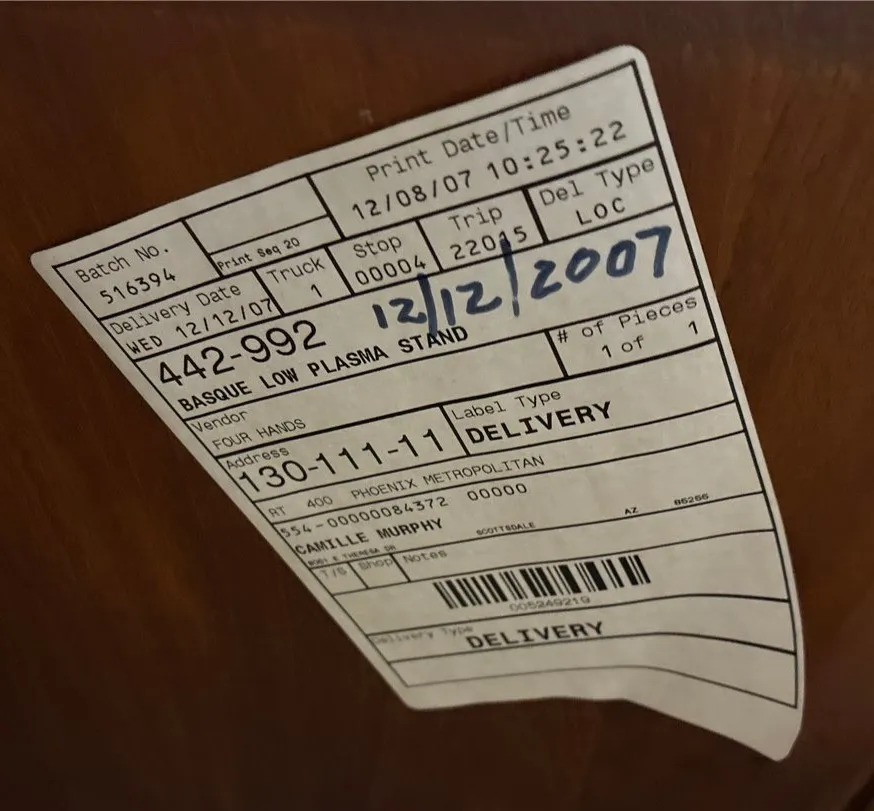 Print Date/Time
12/08/07 10:25:22
Batch No.
516394
Print Seq 20
Truck
1
Stop
00004
Trip
22015
Del Type
LOC
Delivery Date
WED 12/12/07
12/12/2007
442-992
BASQUE LOW PLASMA STAND
# of Pieces
1 of 1
Vendor
FOUR HANDS
Label Type
DELIVERY
Address
130-111-11
RT 400 PHOENIX METROPOLITAN
554-00000084372 00000
CAMILLE MURPHY
E THERESA DR SCOTTSDALE AZ
T/S Shop Notes
Delivery Type
DELIVERY